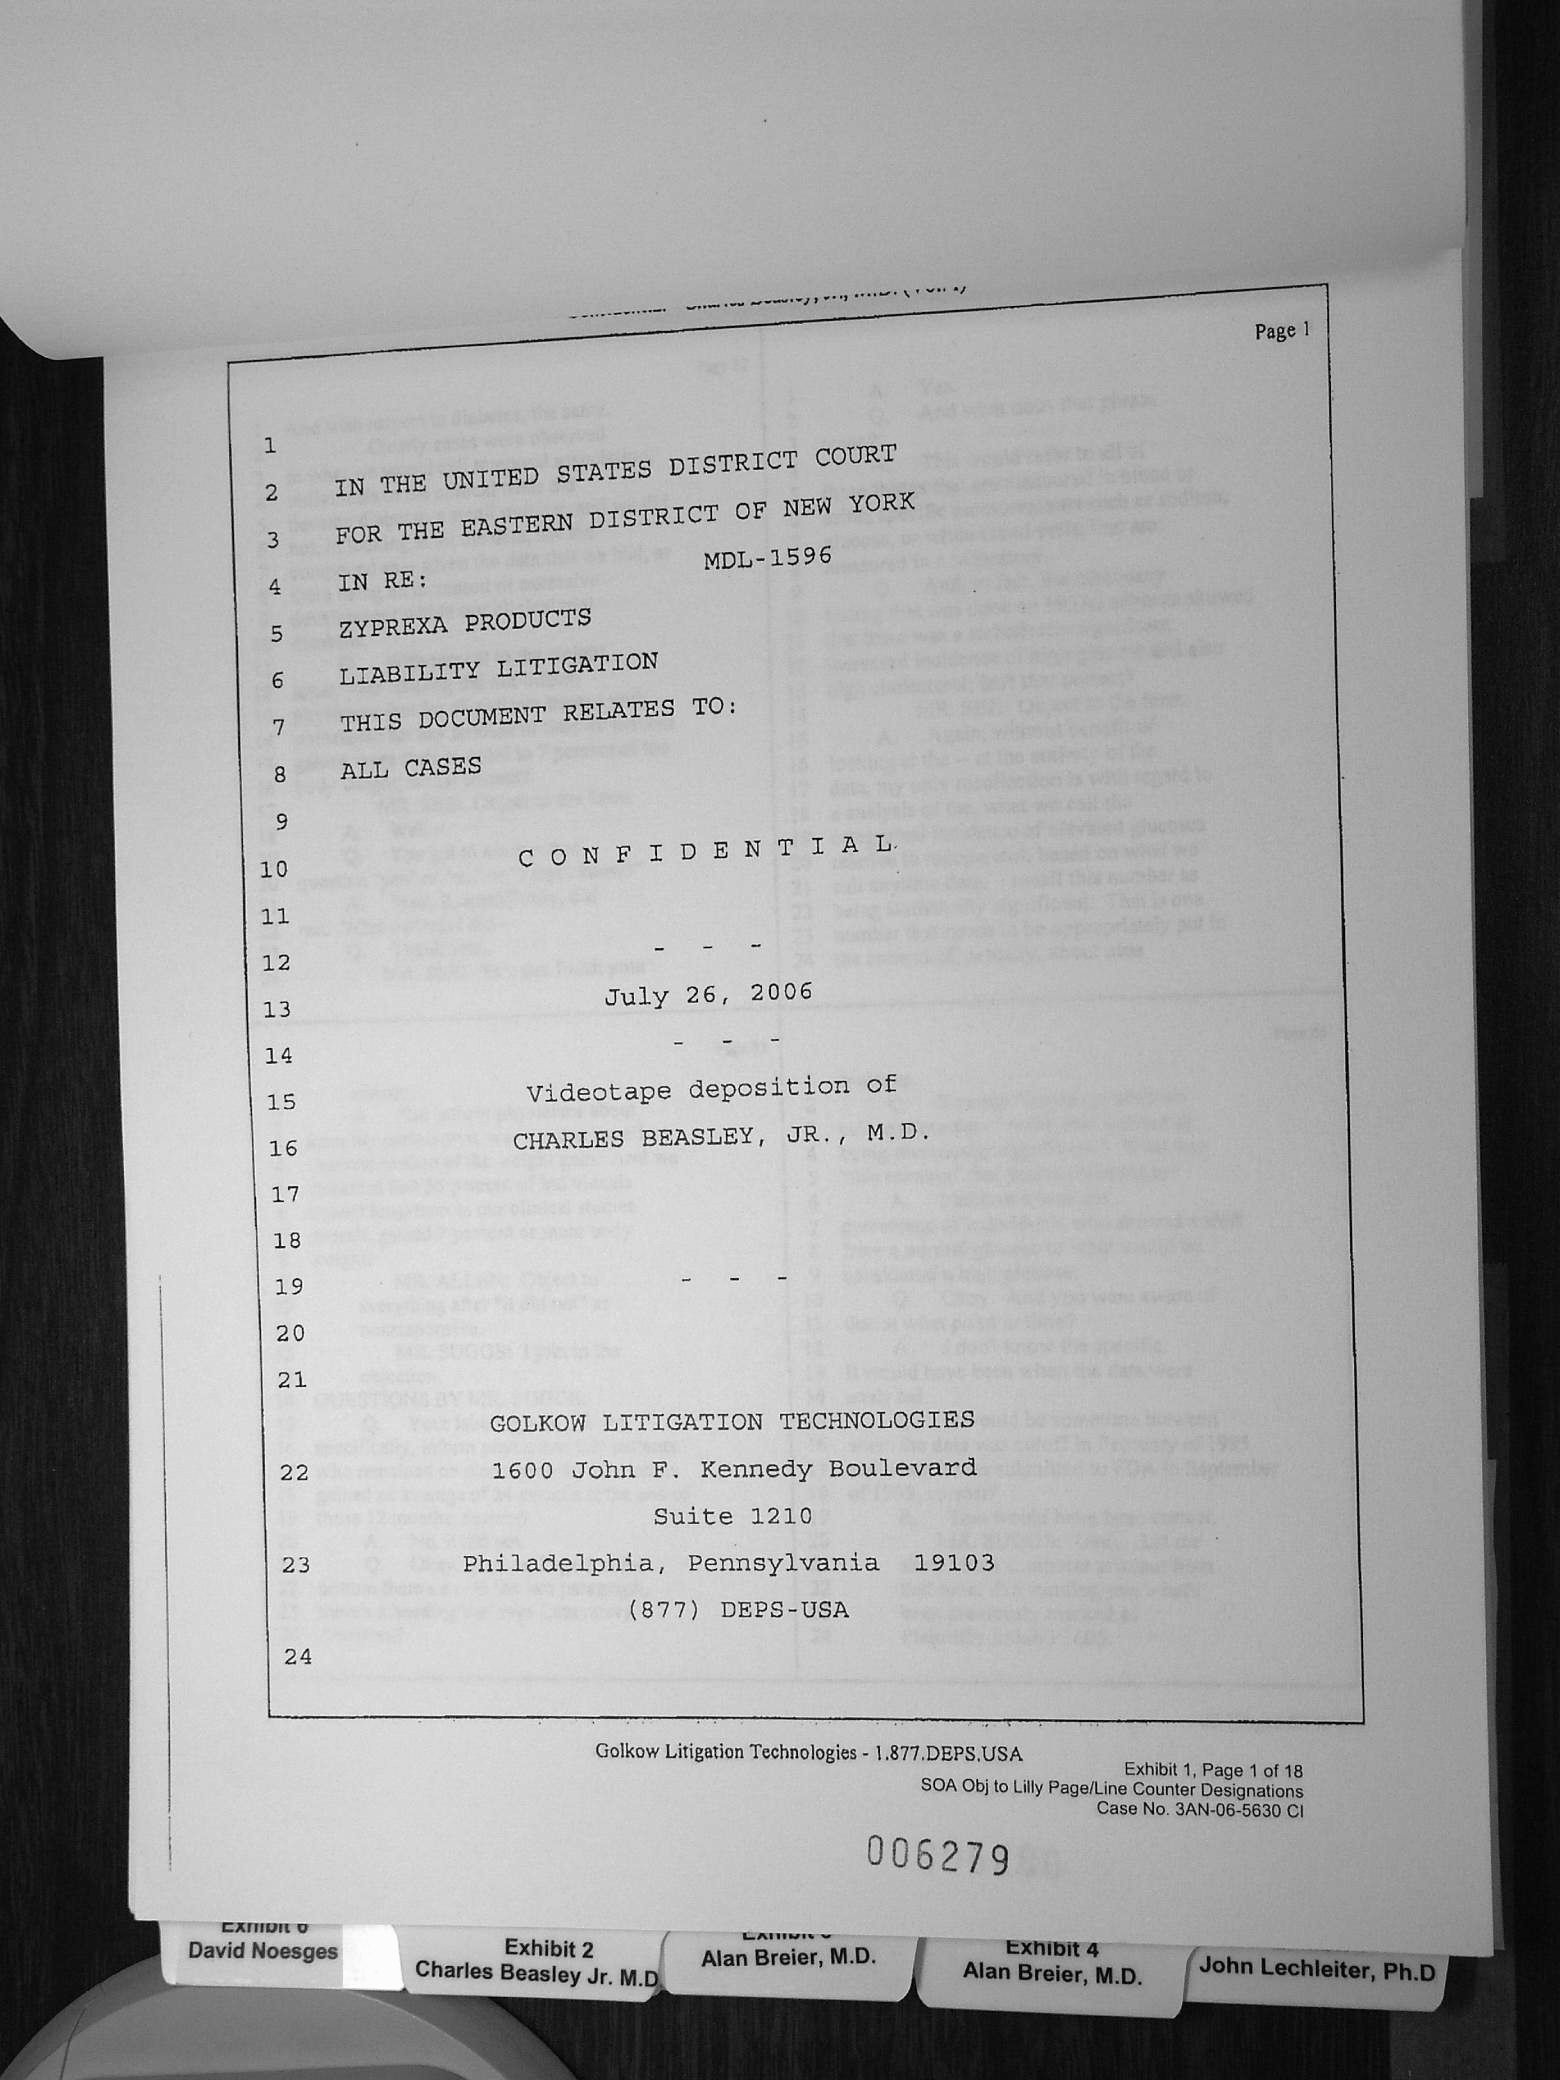 Page 1
1
2 IN THE UNITED STATES DISTRICT COURT
3 FOR THE EASTERN DISTRICT OF NEW YORK
4 IN RE: MDL-1596
5 ZYPREXA PRODUCTS
6 LIABILITY LITIGATION
7 THIS DOCUMENT RELATES TO:
8 ALL CASES
9
10 C O N F I D E N T I A L
11
12 - - -
13 July 26, 2006
14 - - -
15 Videotape deposition of
16 CHARLES BEASLEY, JR., M.D.
17
18
19 - - -
20
21
GOLKOW LITIGATION TECHNOLOGIES
22 1600 John F. Kennedy Boulevard
Suite 1210
23 Philadelphia, Pennsylvania 19103
(877) DEPS-USA
24
Golkow Litigation Technologies - 1.877.DEPS.USA
Exhibit 1, Page 1 of 18
SOA Obj to Lilly Page/Line Counter Designations
Case No. 3AN-06-5630 CI
006279
Exhibit 6
David Noesges
Exhibit 2
Charles Beasley Jr. M.D
Alan Breier, M.D.
Exhibit 4
Alan Breier, M.D.
John Lechleiter, Ph.D